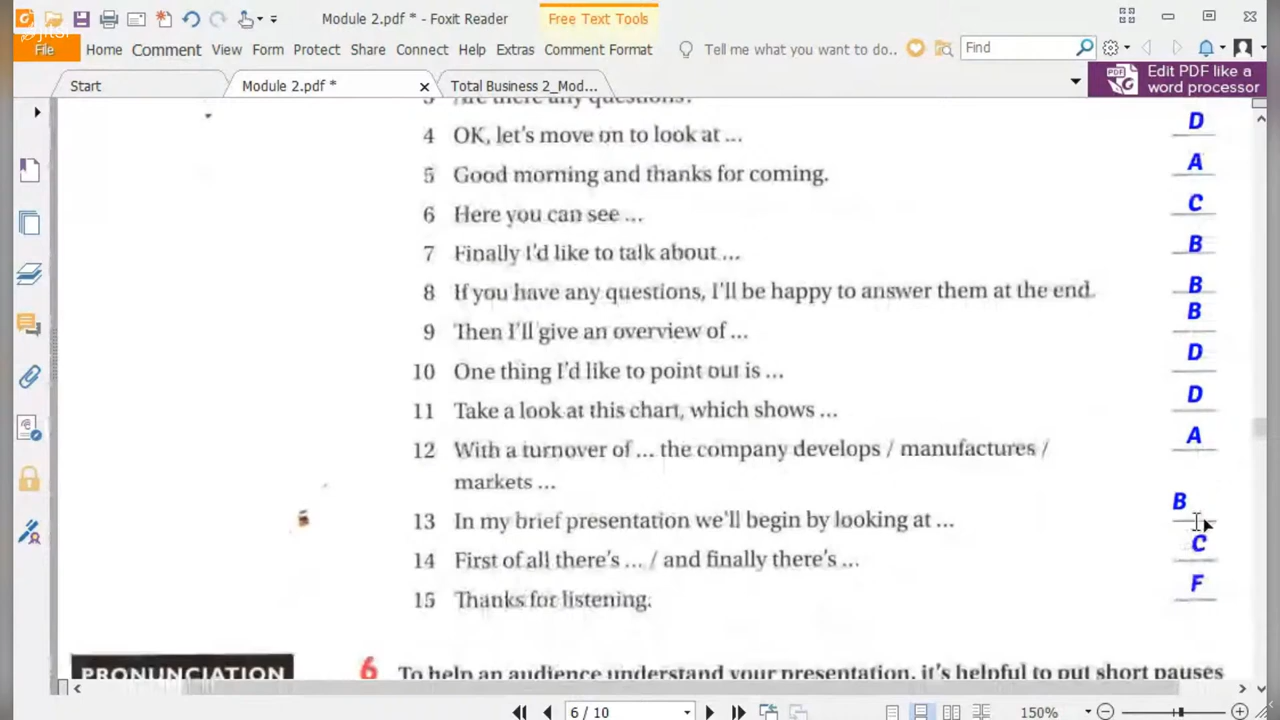 Module 2.pdf * - Foxit Reader
Free Text Tools
File Home Comment View Form Protect Share Connect Help Extras Comment Format Tell me what you want to do.. Find
Start Module 2.pdf * Total Business 2_Mod... Edit PDF like a
word processor
3 Are there any questions?
4 OK, let's move on to look at ... D
5 Good morning and thanks for coming. A
6 Here you can see ... C
7 Finally I'd like to talk about ... B
8 If you have any questions, I'll be happy to answer them at the end. B
9 Then I'll give an overview of ... B
10 One thing I'd like to point out is ... D
11 Take a look at this chart, which shows ... D
12 With a turnover of ... the company develops / manufactures / A
markets ...
13 In my brief presentation we'll begin by looking at ... B
14 First of all there's ... / and finally there's ... C
15 Thanks for listening. F
PRONUNCIATION 6 To help an audience understand your presentation, it's helpful to put short pauses
6 / 10 150%